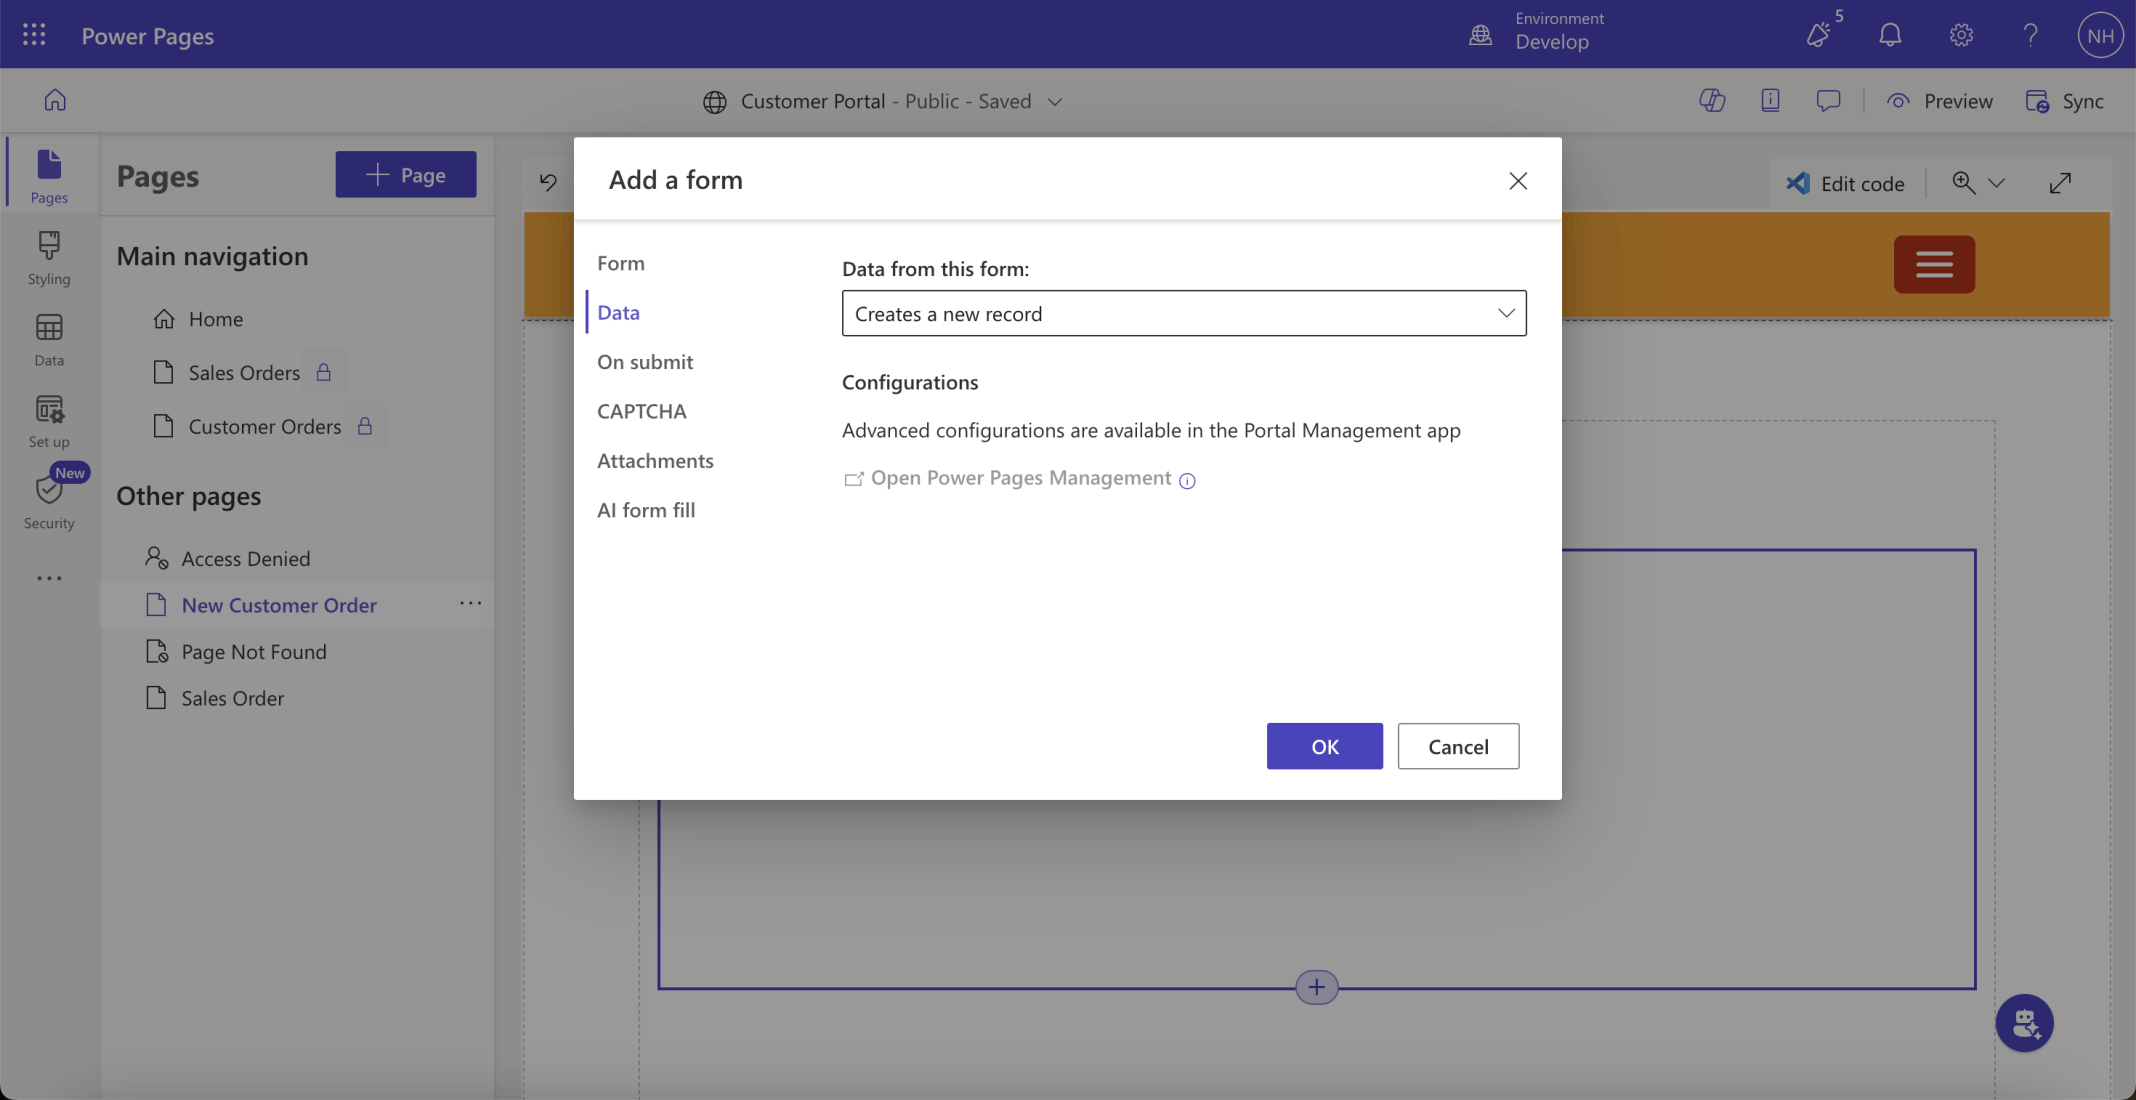 Power Pages
Environment
Develop
5
NH
Customer Portal - Public - Saved
Preview
Sync
Pages
Styling
Data
Set up
New
Security
Pages
Page
Main navigation
Home
Sales Orders
Customer Orders
Other pages
Access Denied
New Customer Order
Page Not Found
Sales Order
Edit code
Add a form
Form
Data
On submit
CAPTCHA
Attachments
AI form fill
Data from this form:
Creates a new record
Configurations
Advanced configurations are available in the Portal Management app
Open Power Pages Management
OK
Cancel